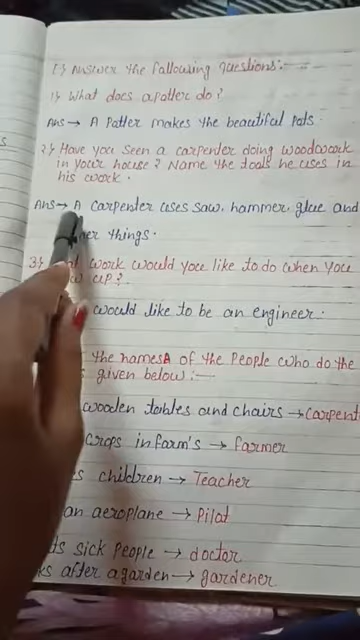 I) Answer the following questions:-
1) What does a potter do?
Ans → A Potter makes the beautiful Pots.
2) Have you seen a carpenter doing woodwork
in your house? Name the tools he uses in
his work.
Ans → A carpenter uses saw, hammer, glue and
things.
3) work would you like to do when you
UP?
would like to be an engineer.
the names of the People who do the
given below:-
wooden tables and chairs → carpent
crops in farm's → farmer
children → Teacher
an aeroplane → Pilot
sick people → doctor
after a garden → gardener